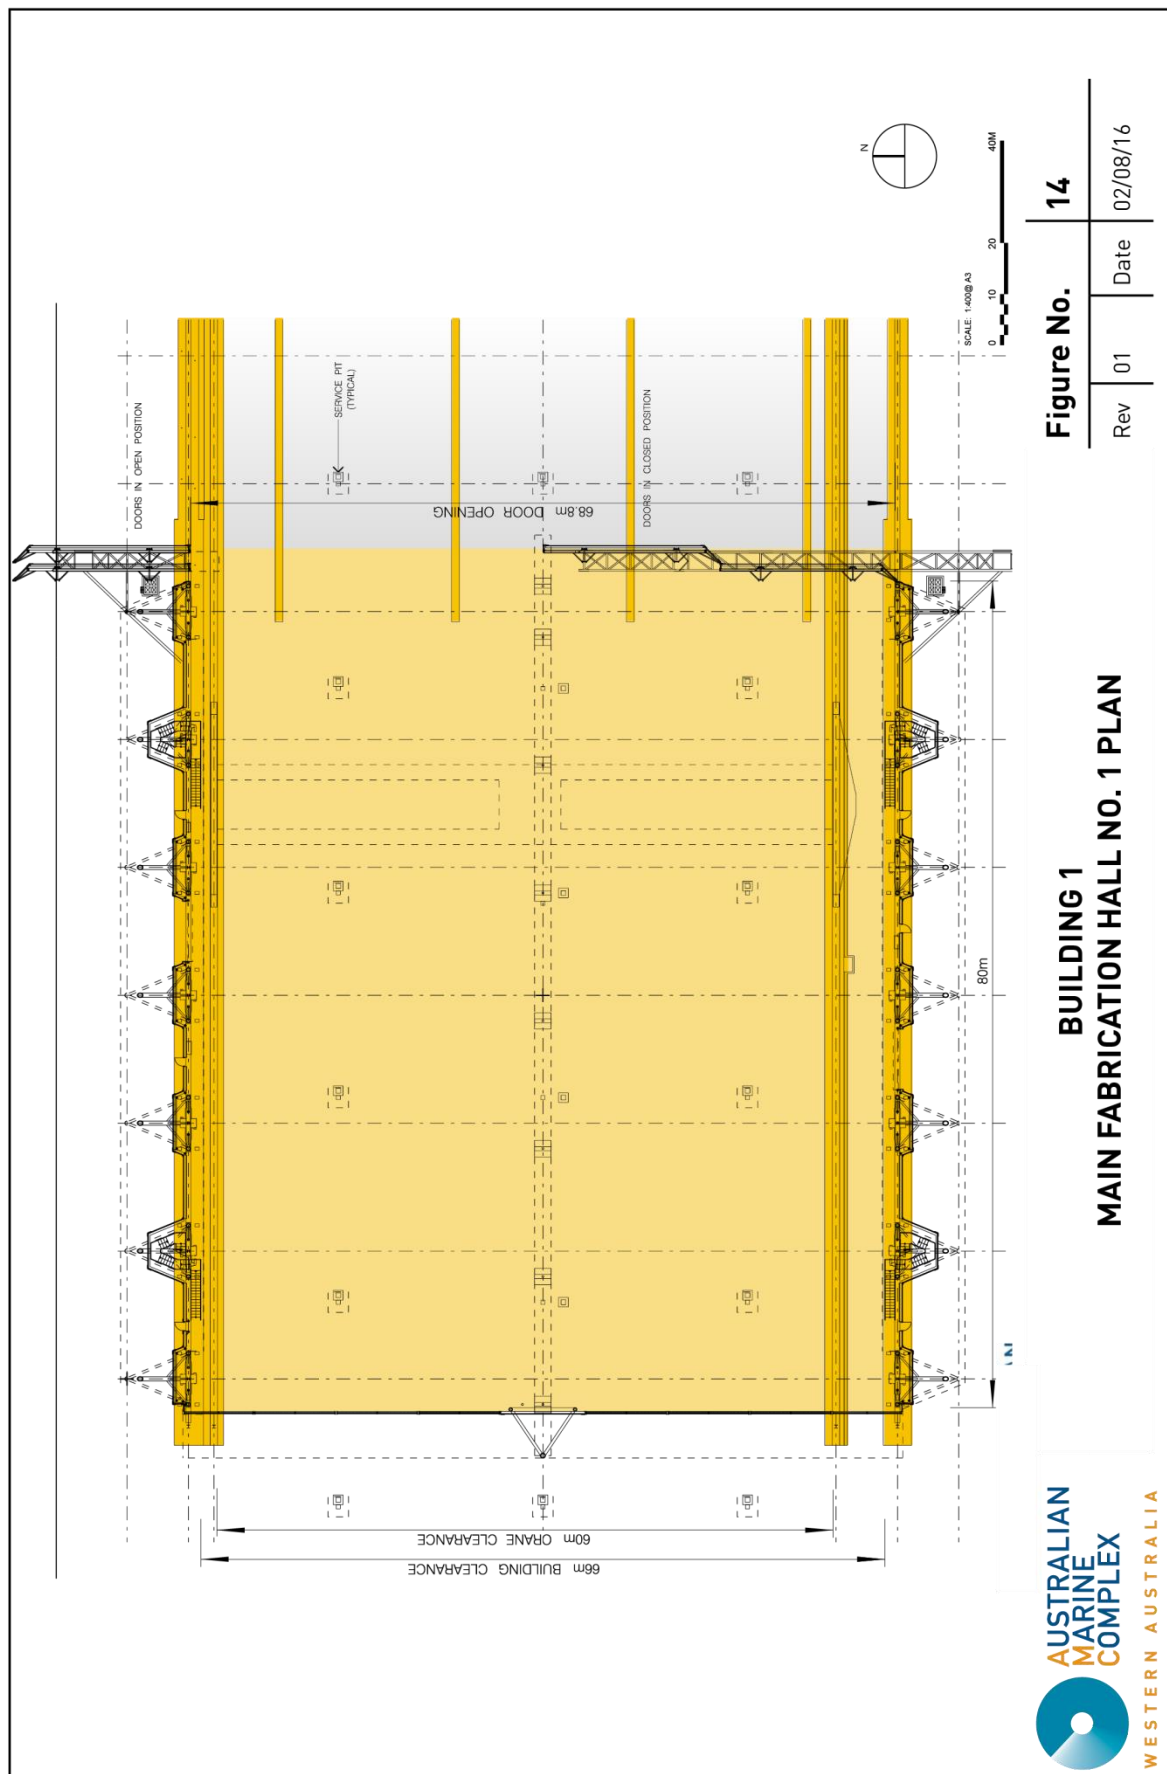 DOORS IN OPEN POSITION
SERVICE PIT
(TYPICAL)
68.8m DOOR OPENING
DOORS IN CLOSED POSITION
80m
60m ORANE CLEARANCE
66m BUILDING CLEARANCE
N
SCALE: 1:400@ A3
0 10 20 40M
BUILDING 1
MAIN FABRICATION HALL NO. 1 PLAN
Figure No. 14
Rev 01 Date 02/08/16
AUSTRALIAN
MARINE
COMPLEX
WESTERN AUSTRALIA